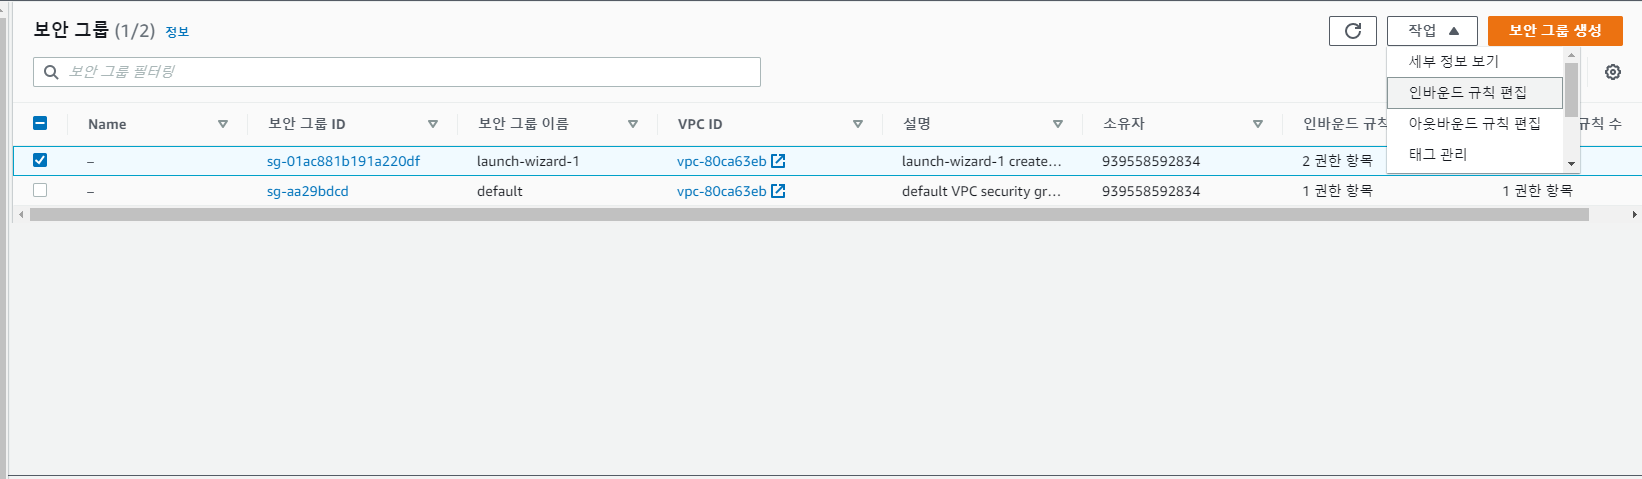 보안 그룹 (1/2) 정보
작업
보안 그룹 생성
보안 그룹 필터링
세부 정보 보기
인바운드 규칙 편집
아웃바운드 규칙 편집
태그 관리
Name 보안 그룹 ID 보안 그룹 이름 VPC ID 설명 소유자 인바운드 규칙 규칙 수
– sg-01ac881b191a220df launch-wizard-1 vpc-80ca63eb launch-wizard-1 create... 939558592834 2 권한 항목
– sg-aa29bdcd default vpc-80ca63eb default VPC security gr... 939558592834 1 권한 항목 1 권한 항목